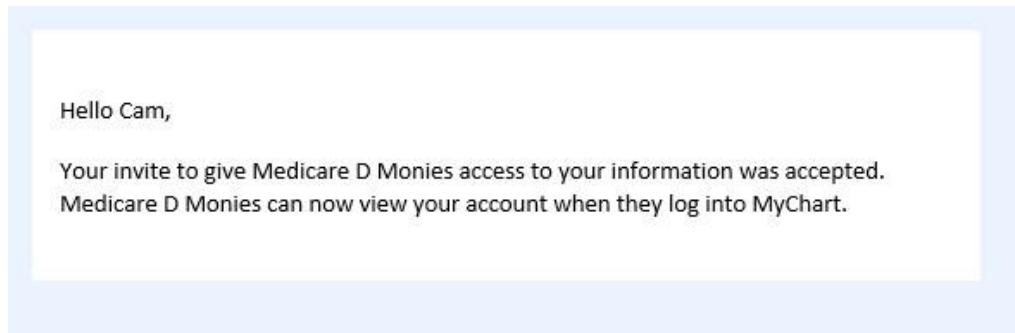 Hello Cam,
Your invite to give Medicare D Monies access to your information was accepted.
Medicare D Monies can now view your account when they log into MyChart.